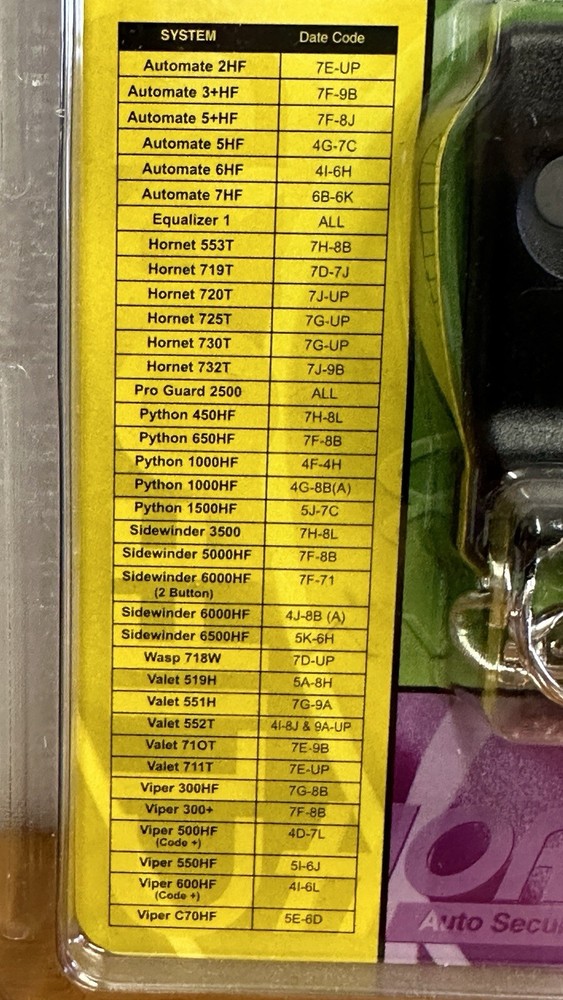 SYSTEM Date Code
Automate 2HF 7E-UP
Automate 3+HF 7F-9B
Automate 5+HF 7F-8J
Automate 5HF 4G-7C
Automate 6HF 4I-6H
Automate 7HF 6B-6K
Equalizer 1 ALL
Hornet 553T 7H-8B
Hornet 719T 7D-7J
Hornet 720T 7J-UP
Hornet 725T 7G-UP
Hornet 730T 7G-UP
Hornet 732T 7J-9B
Pro Guard 2500 ALL
Python 450HF 7H-8L
Python 650HF 7F-8B
Python 1000HF 4F-4H
Python 1000HF 4G-8B(A)
Python 1500HF 5J-7C
Sidewinder 3500 7H-8L
Sidewinder 5000HF 7F-8B
Sidewinder 6000HF 7F-71
(2 Button)
Sidewinder 6000HF 4J-8B (A)
Sidewinder 6500HF 5K-6H
Wasp 718W 7D-UP
Valet 519H 5A-8H
Valet 551H 7G-9A
Valet 552T 4I-8J & 9A-UP
Valet 71OT 7E-9B
Valet 711T 7E-UP
Viper 300HF 7G-8B
Viper 300+ 7F-8B
Viper 500HF 4D-7L
(Code +)
Viper 550HF 5I-6J
Viper 600HF 4I-6L
(Code +)
Viper C70HF 5E-6D
Auto Secu